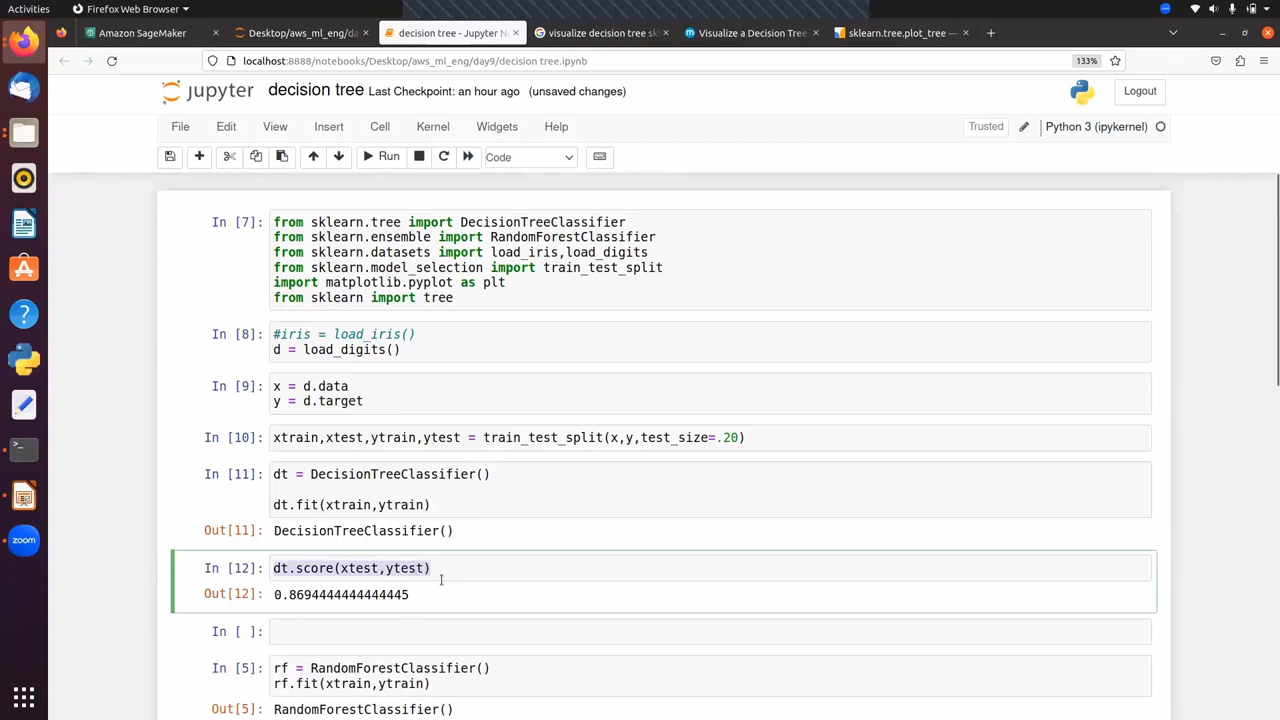 Activities
Firefox Web Browser
Amazon SageMaker
Desktop/aws_ml_eng/da
decision tree - Jupyter N
visualize decision tree sk
Visualize a Decision Tree
sklearn.tree.plot_tree —
localhost:8888/notebooks/Desktop/aws_ml_eng/day9/decision tree.ipynb
133%
jupyter decision tree Last Checkpoint: an hour ago (unsaved changes)
Logout
File Edit View Insert Cell Kernel Widgets Help
Trusted
Python 3 (ipykernel)
Run
Code
In [7]: from sklearn.tree import DecisionTreeClassifier
from sklearn.ensemble import RandomForestClassifier
from sklearn.datasets import load_iris,load_digits
from sklearn.model_selection import train_test_split
import matplotlib.pyplot as plt
from sklearn import tree
In [8]: #iris = load_iris()
d = load_digits()
In [9]: x = d.data
y = d.target
In [10]: xtrain,xtest,ytrain,ytest = train_test_split(x,y,test_size=.20)
In [11]: dt = DecisionTreeClassifier()
dt.fit(xtrain,ytrain)
Out[11]: DecisionTreeClassifier()
In [12]: dt.score(xtest,ytest)
Out[12]: 0.8694444444444445
In [ ]:
In [5]: rf = RandomForestClassifier()
rf.fit(xtrain,ytrain)
Out[5]: RandomForestClassifier()
zoom